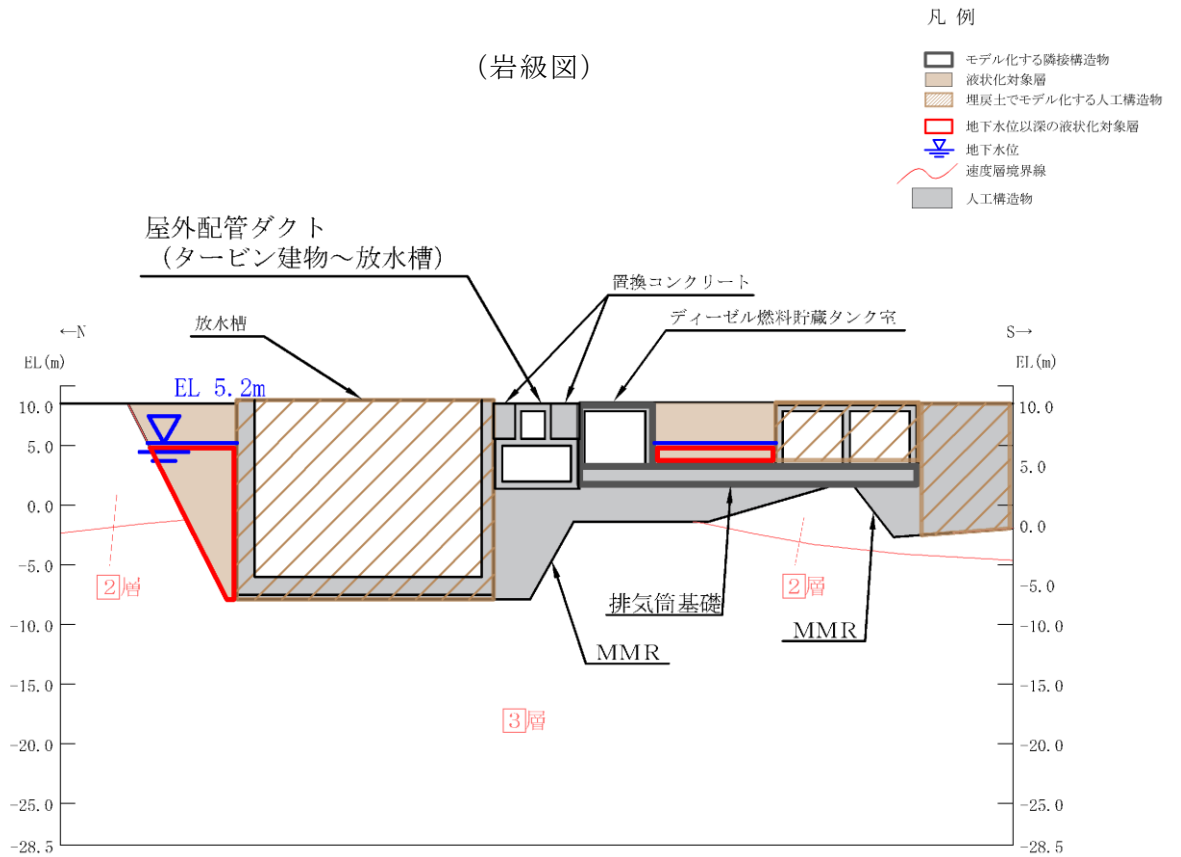 凡 例
モデル化する隣接構造物
液状化対象層
埋戻土でモデル化する人工構造物
地下水位以深の液状化対象層
地下水位
速度層境界線
人工構造物
(岩級図)
屋外配管ダクト
(タービン建物～放水槽)
置換コンクリート
放水槽
ディーゼル燃料貯蔵タンク室
←N
S→
EL(m)
EL(m)
EL 5.2m
10.0
5.0
0.0
-5.0
-10.0
-15.0
-20.0
-25.0
-28.5
10.0
5.0
0.0
-5.0
-10.0
-15.0
-20.0
-25.0
-28.5
2層
2層
排気筒基礎
MMR
MMR
3層